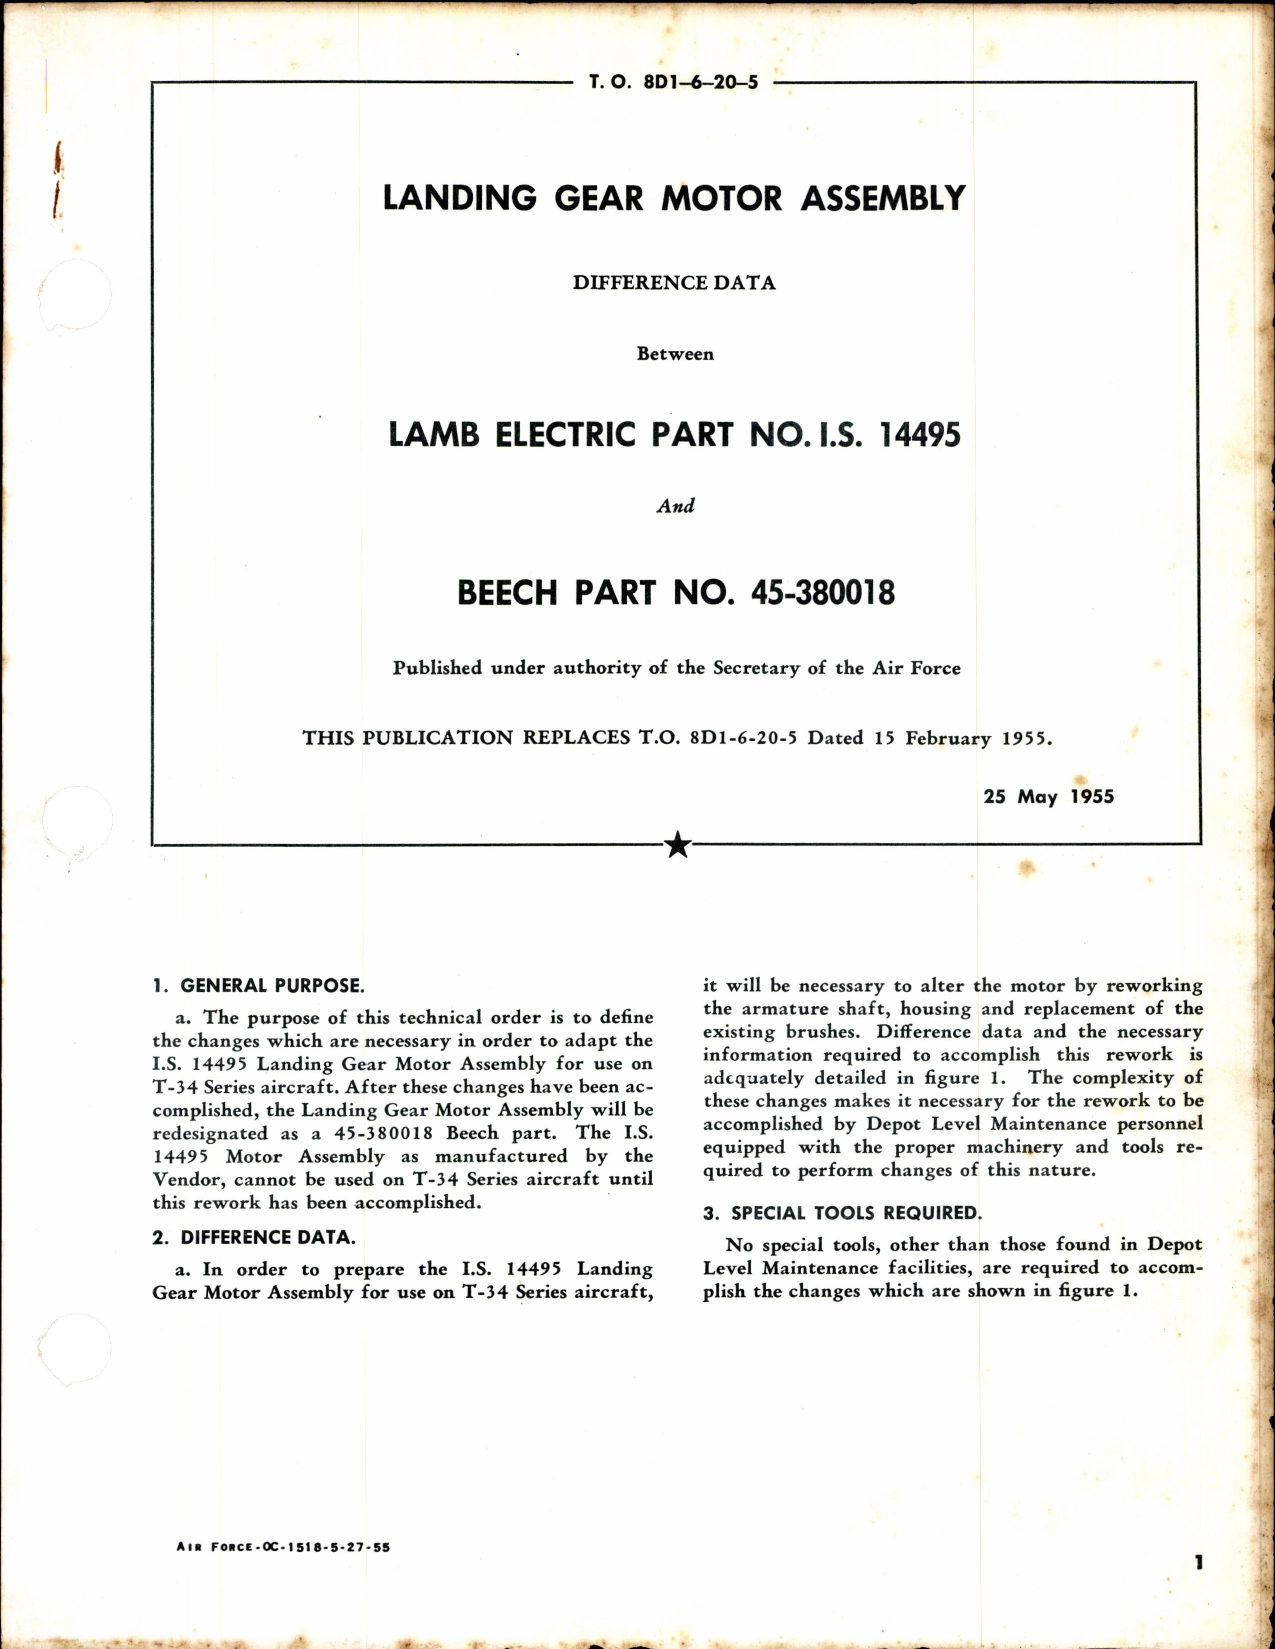 T. O. 8D1–6–20–5
LANDING GEAR MOTOR ASSEMBLY
DIFFERENCE DATA
Between
LAMB ELECTRIC PART NO. I.S. 14495
And
BEECH PART NO. 45-380018
Published under authority of the Secretary of the Air Force
THIS PUBLICATION REPLACES T.O. 8D1-6-20-5 Dated 15 February 1955.
25 May 1955
1. GENERAL PURPOSE.
a. The purpose of this technical order is to define
the changes which are necessary in order to adapt the
I.S. 14495 Landing Gear Motor Assembly for use on
T-34 Series aircraft. After these changes have been ac-
complished, the Landing Gear Motor Assembly will be
redesignated as a 45-380018 Beech part. The I.S.
14495 Motor Assembly as manufactured by the
Vendor, cannot be used on T-34 Series aircraft until
this rework has been accomplished.
2. DIFFERENCE DATA.
a. In order to prepare the I.S. 14495 Landing
Gear Motor Assembly for use on T-34 Series aircraft,
it will be necessary to alter the motor by reworking
the armature shaft, housing and replacement of the
existing brushes. Difference data and the necessary
information required to accomplish this rework is
adequately detailed in figure 1. The complexity of
these changes makes it necessary for the rework to be
accomplished by Depot Level Maintenance personnel
equipped with the proper machinery and tools re-
quired to perform changes of this nature.
3. SPECIAL TOOLS REQUIRED.
No special tools, other than those found in Depot
Level Maintenance facilities, are required to accom-
plish the changes which are shown in figure 1.
AIR FORCE-OC-1518-5-27-55
1